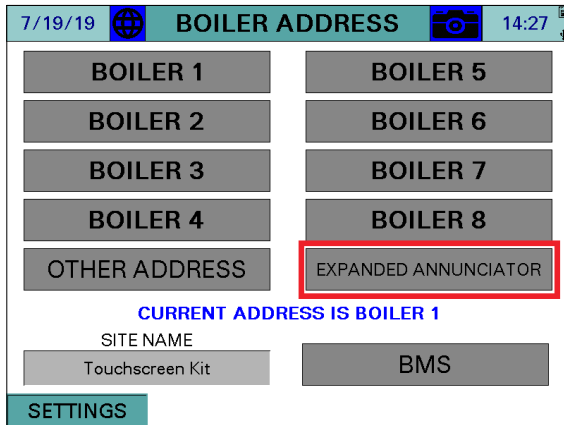 7/19/19 BOILER ADDRESS 14:27
BOILER 1 BOILER 5
BOILER 2 BOILER 6
BOILER 3 BOILER 7
BOILER 4 BOILER 8
OTHER ADDRESS EXPANDED ANNUNCIATOR
CURRENT ADDRESS IS BOILER 1
SITE NAME
Touchscreen Kit BMS
SETTINGS